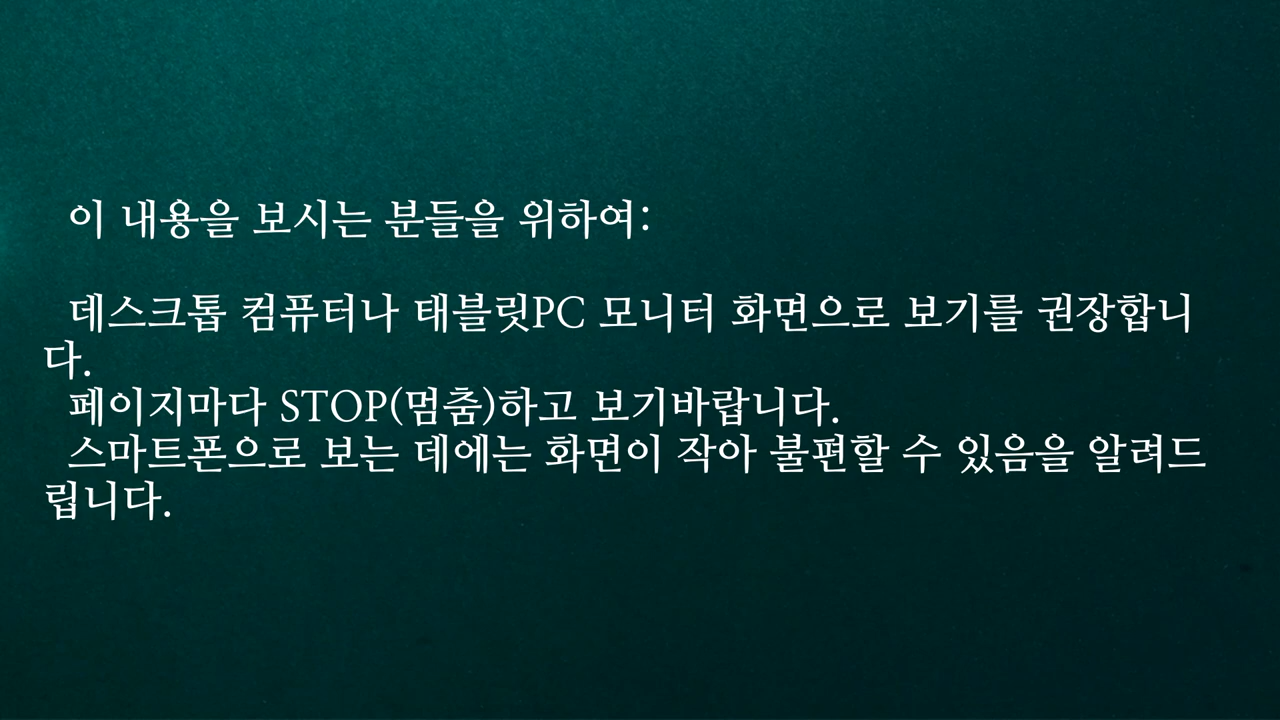 이 내용을 보시는 분들을 위하여:
데스크톱 컴퓨터나 태블릿PC 모니터 화면으로 보기를 권장합니
다.
페이지마다 STOP(멈춤)하고 보기바랍니다.
스마트폰으로 보는 데에는 화면이 작아 불편할 수 있음을 알려드
립니다.